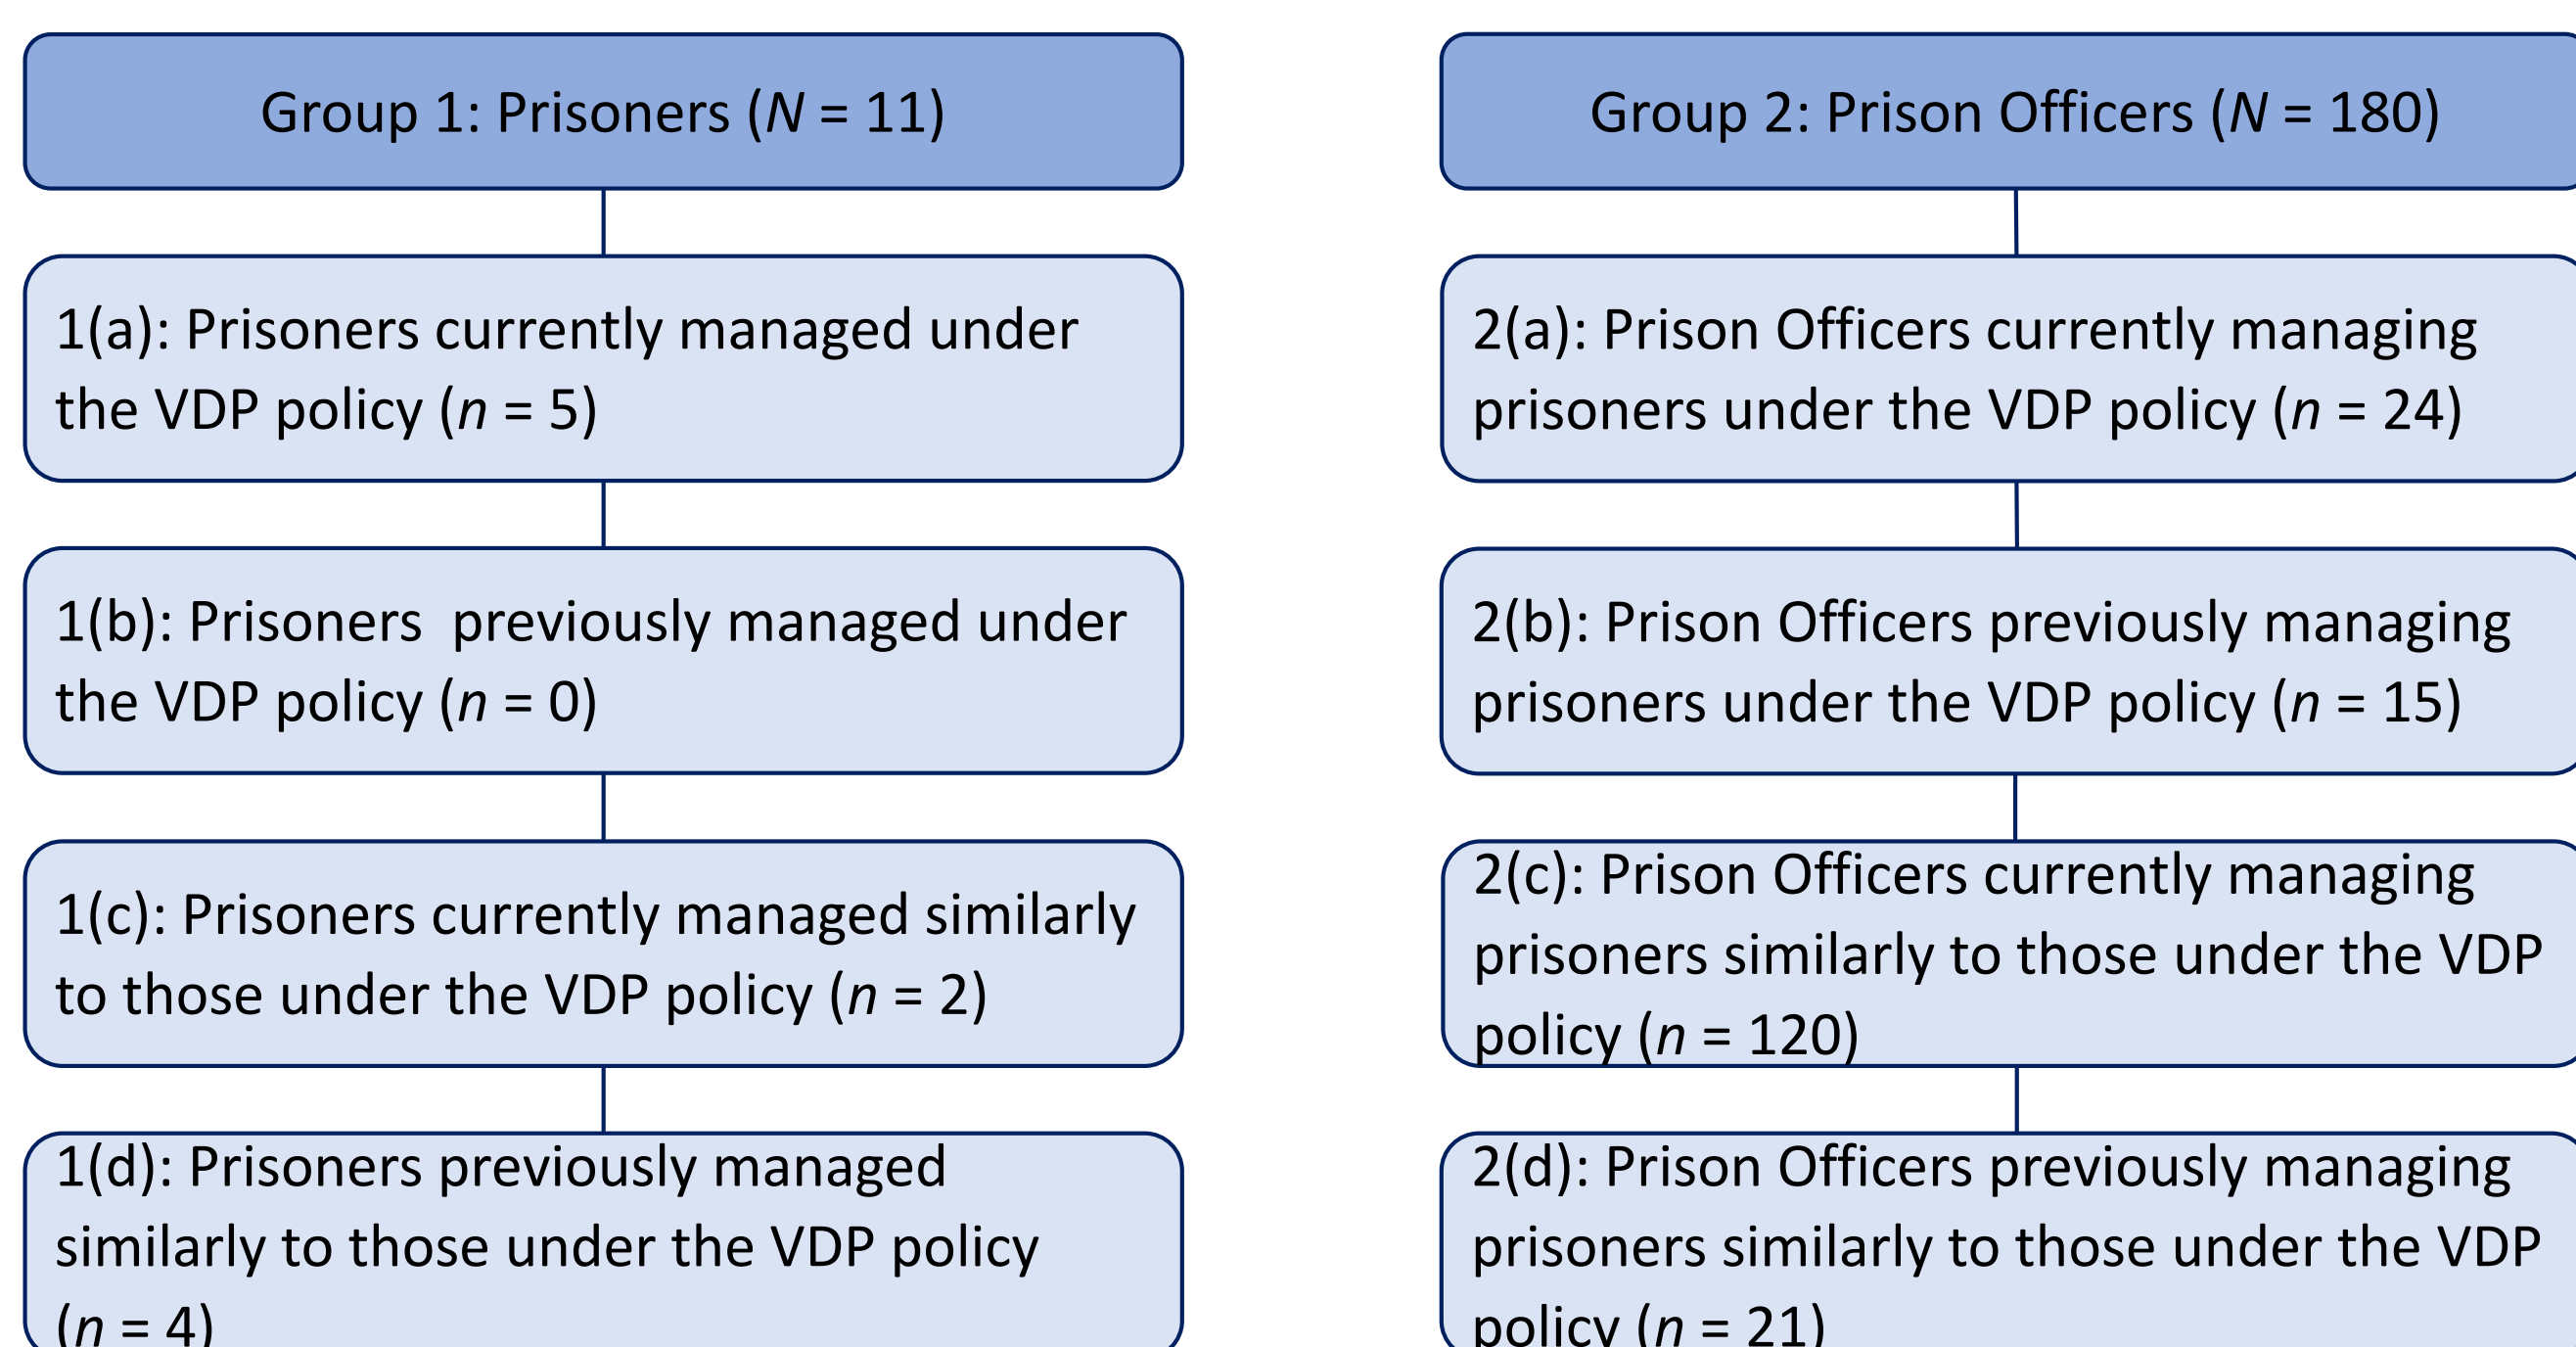 Group 1: Prisoners (N = 11)
1(a): Prisoners currently managed under
the VDP policy (n = 5)
1(b): Prisoners  previously managed under
the VDP policy (n = 0)
1(c): Prisoners currently managed similarly
to those under the VDP policy (n = 2)
1(d): Prisoners previously managed
similarly to those under the VDP policy
(n = 4)
Group 2: Prison Officers (N = 180)
2(a): Prison Officers currently managing
prisoners under the VDP policy (n = 24)
2(b): Prison Officers previously managing
prisoners under the VDP policy (n = 15)
2(c): Prison Officers currently managing
prisoners similarly to those under the VDP
policy (n = 120)
2(d): Prison Officers previously managing
prisoners similarly to those under the VDP
policy (n = 21)